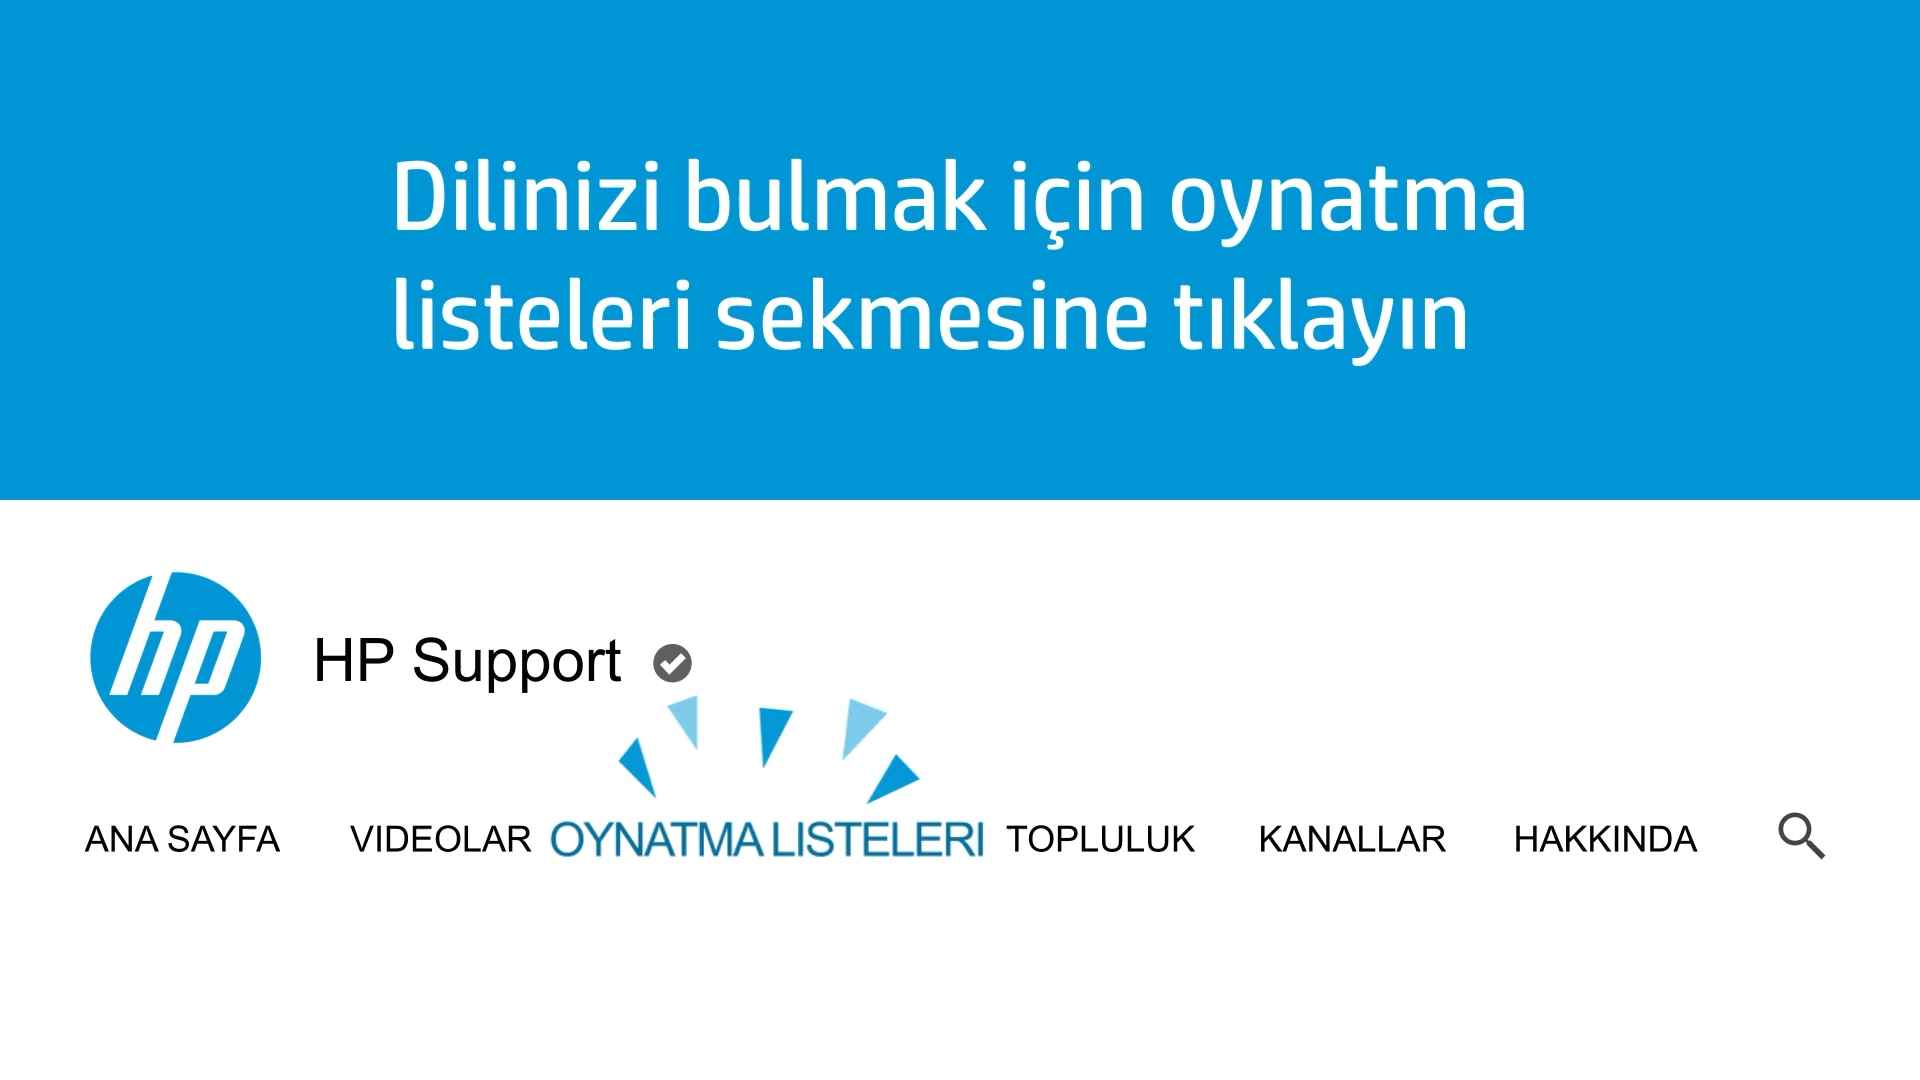 Dilinizi bulmak için oynatma
listeleri sekmesine tıklayın
hp
HP Support
ANA SAYFA VIDEOLAR OYNATMA LISTELERI TOPLULUK KANALLAR HAKKINDA